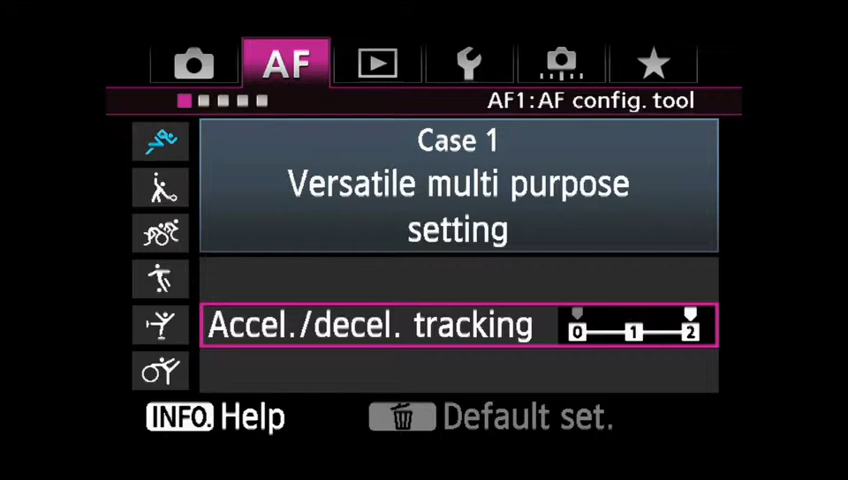 AF
AF1:AF config. tool
Case 1
Versatile multi purpose
setting
Accel./decel. tracking 0 1 2
INFO. Help Default set.